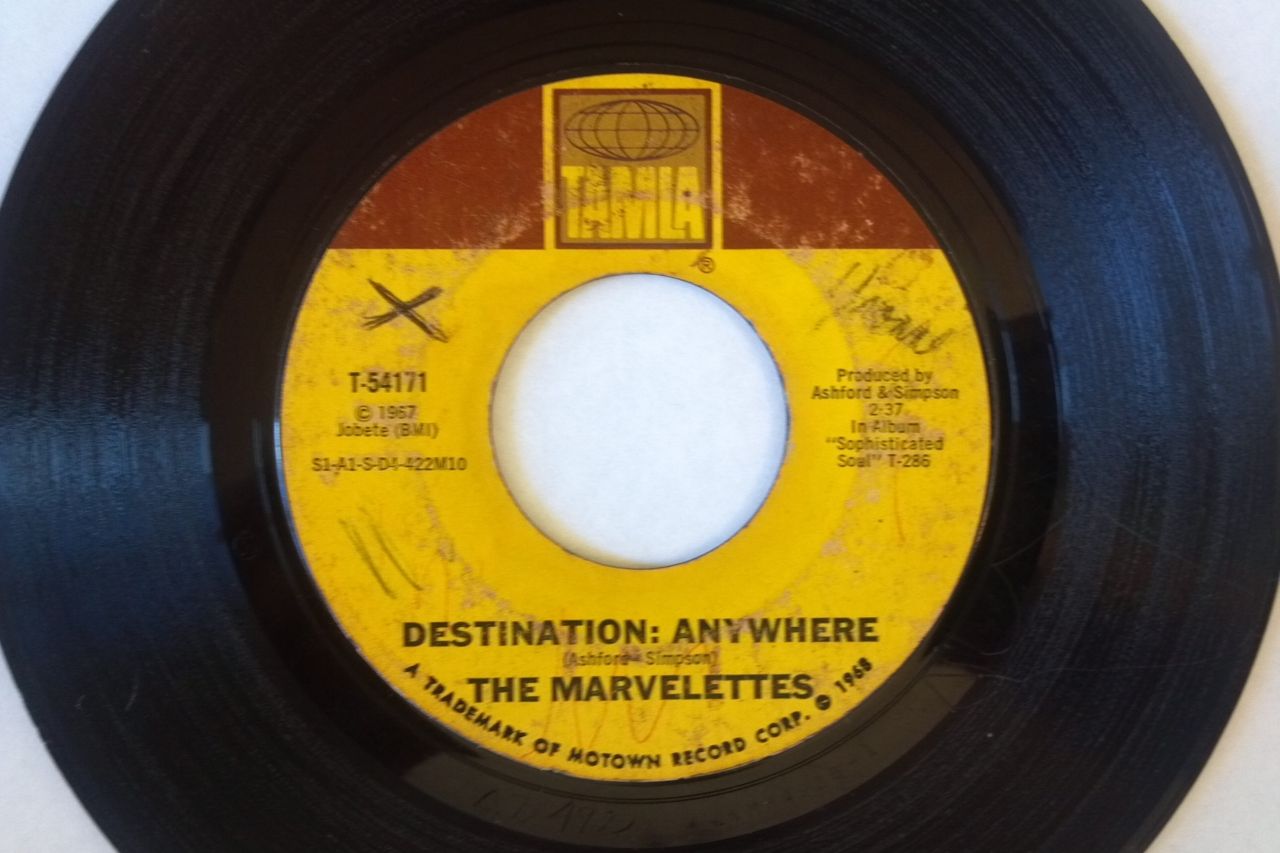 TAMLA
®
T-54171
© 1967
Jobete (BMI)
S1-A1-S-D4-422M10
Produced by
Ashford & Simpson
2-37
In Album
"Sophisticated
Soul" T-286
DESTINATION: ANYWHERE
(Ashford - Simpson)
THE MARVELETTES
A TRADEMARK OF MOTOWN RECORD CORP. © 1968